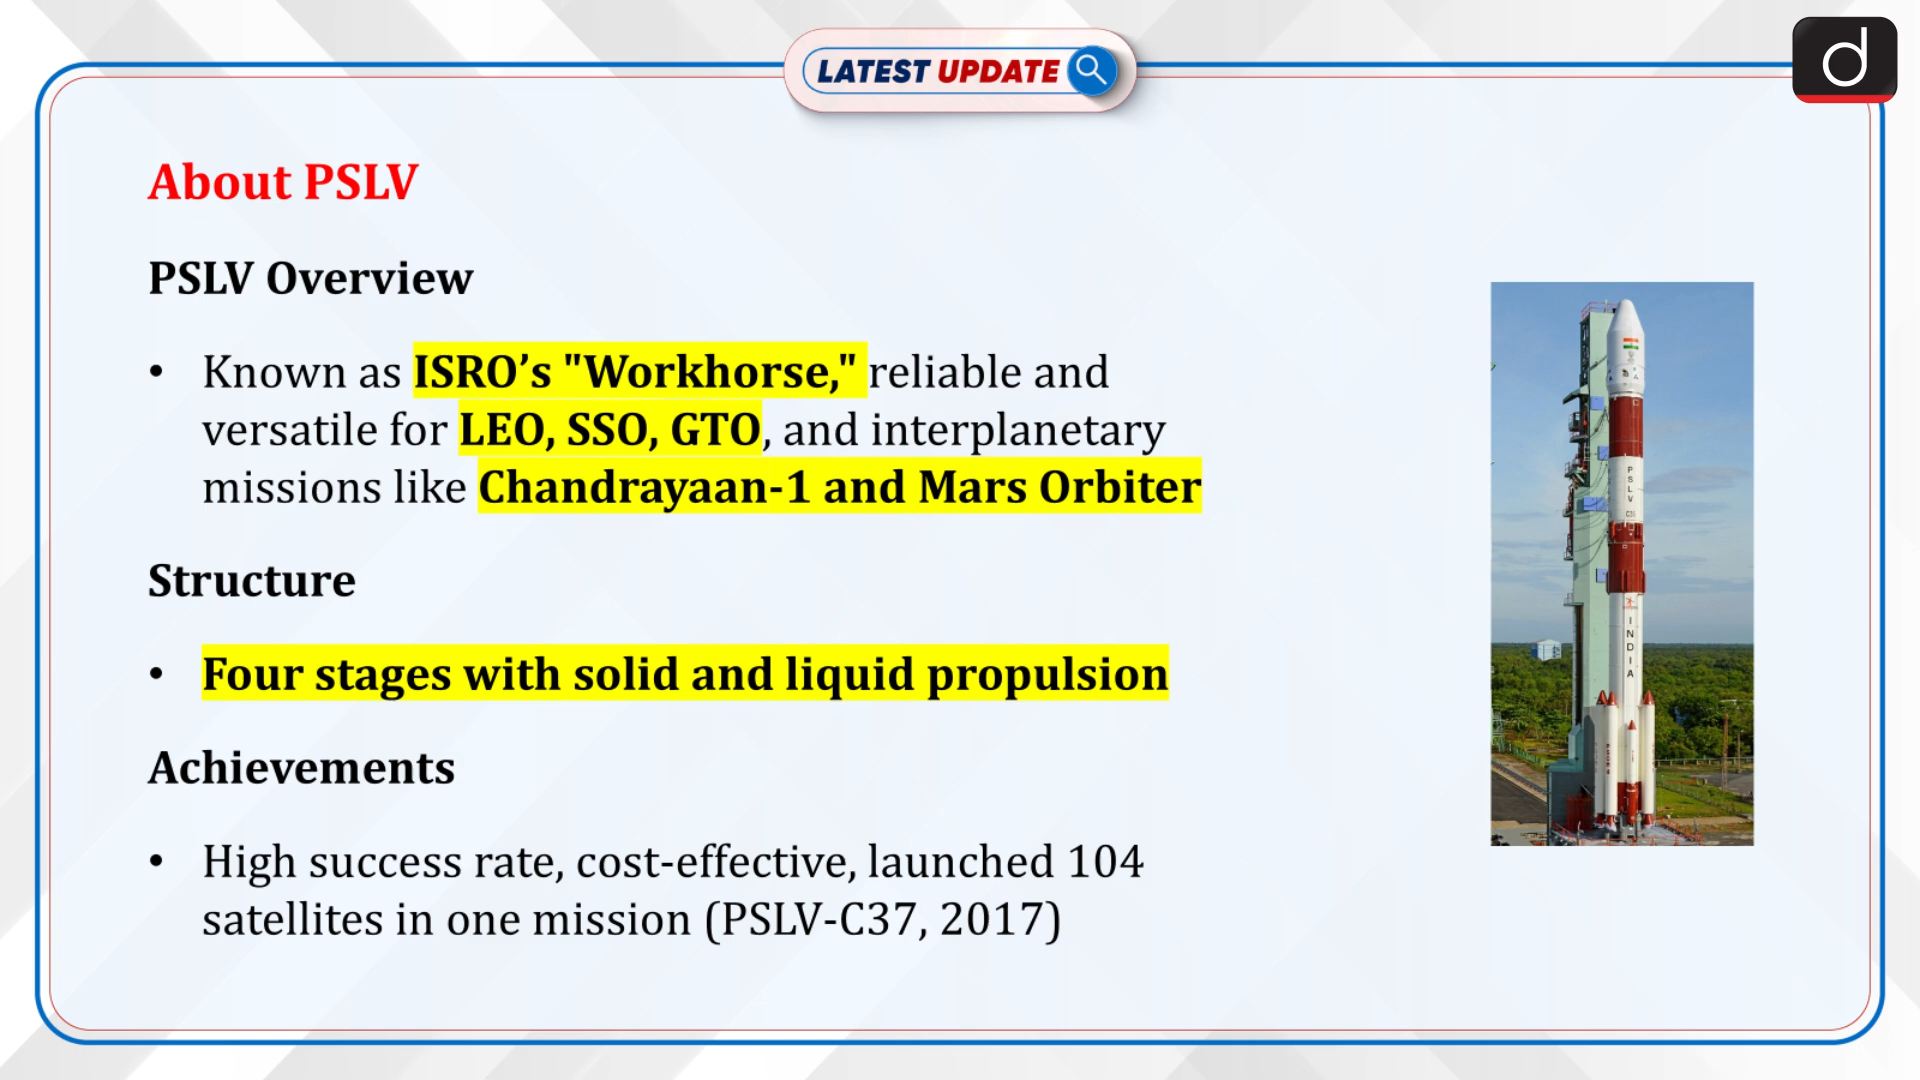 LATEST UPDATE
d
About PSLV
PSLV Overview
• Known as ISRO’s "Workhorse," reliable and
versatile for LEO, SSO, GTO, and interplanetary
missions like Chandrayaan-1 and Mars Orbiter
Structure
• Four stages with solid and liquid propulsion
Achievements
• High success rate, cost-effective, launched 104
satellites in one mission (PSLV-C37, 2017)
PSLV
INDIA